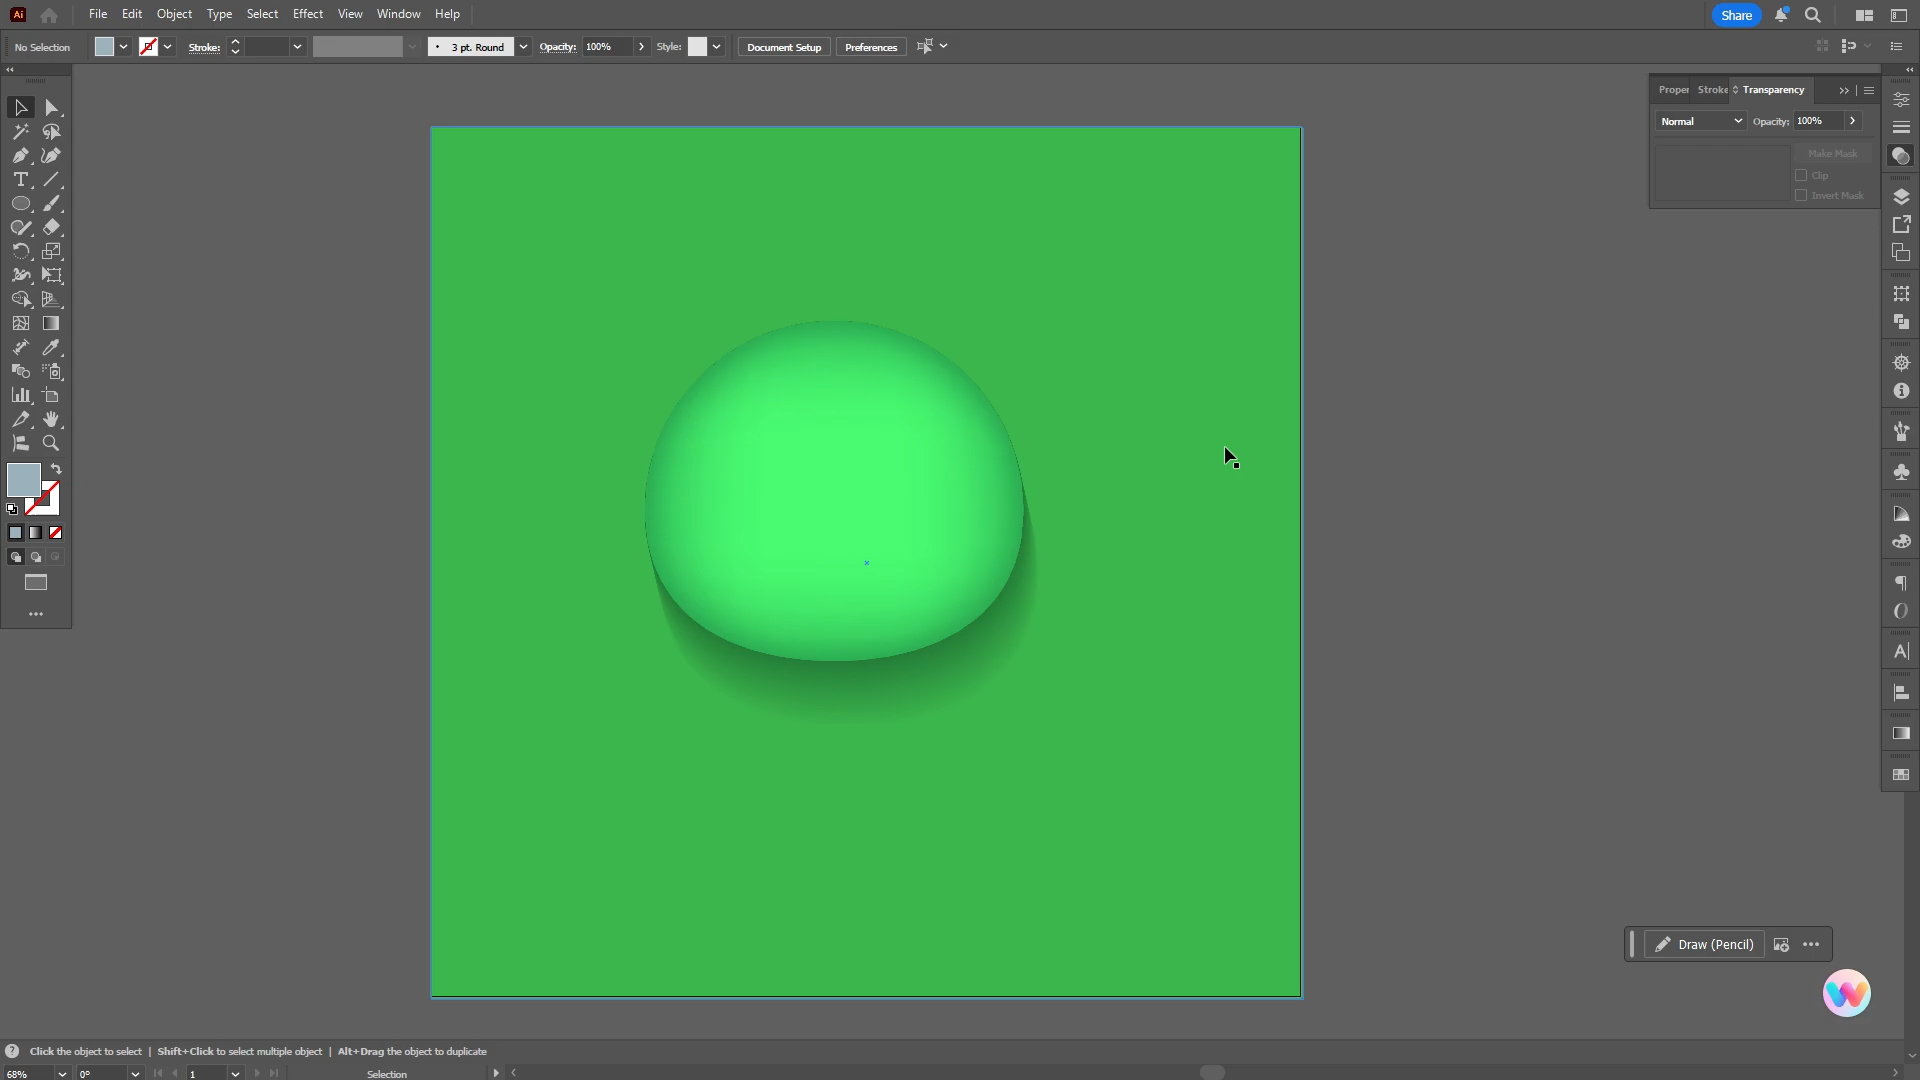 Ai File Edit Object Type Select Effect View Window Help Share
No Selection Stroke: 3 pt. Round Opacity: 100% Style: Document Setup Preferences
Proper Stroke Transparency
Normal Opacity: 100%
Make Mask
Clip
Invert Mask
Draw (Pencil)
Click the object to select | Shift+Click to select multiple object | Alt+Drag the object to duplicate
68% 0° 1 Selection